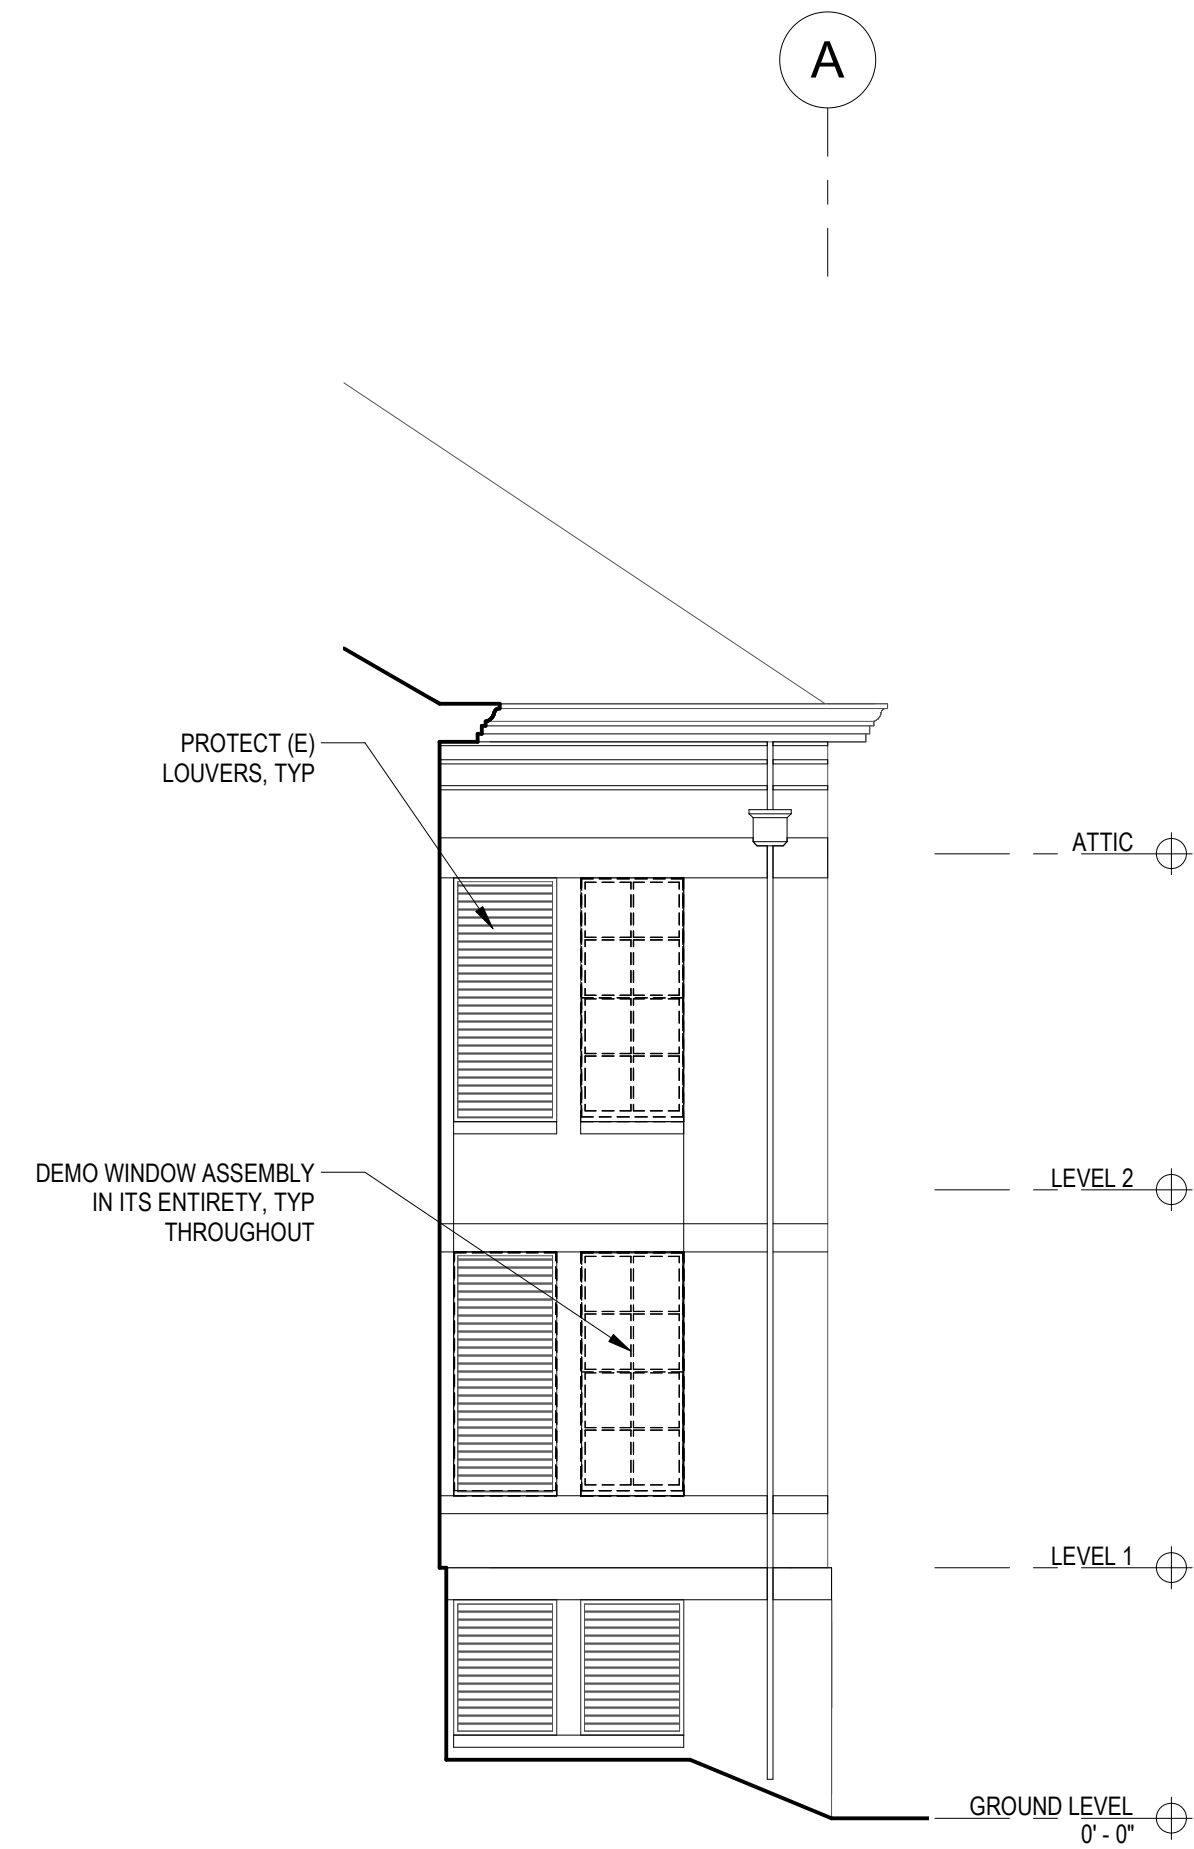 A
PROTECT (E)
LOUVERS, TYP
ATTIC
DEMO WINDOW ASSEMBLY
IN ITS ENTIRETY, TYP
THROUGHOUT
LEVEL 2
LEVEL 1
GROUND LEVEL
0' - 0"